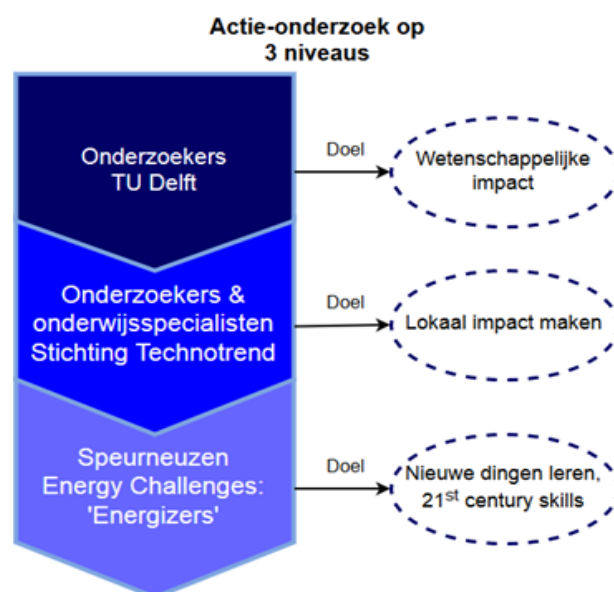 Actie-onderzoek op
3 niveaus
Onderzoekers
TU Delft
Doel
Wetenschappelijke
impact
Onderzoekers &
onderwijsspecialisten
Stichting Technotrend
Doel
Lokaal impact maken
Speurneuzen
Energy Challenges:
'Energizers'
Doel
Nieuwe dingen leren,
21st century skills